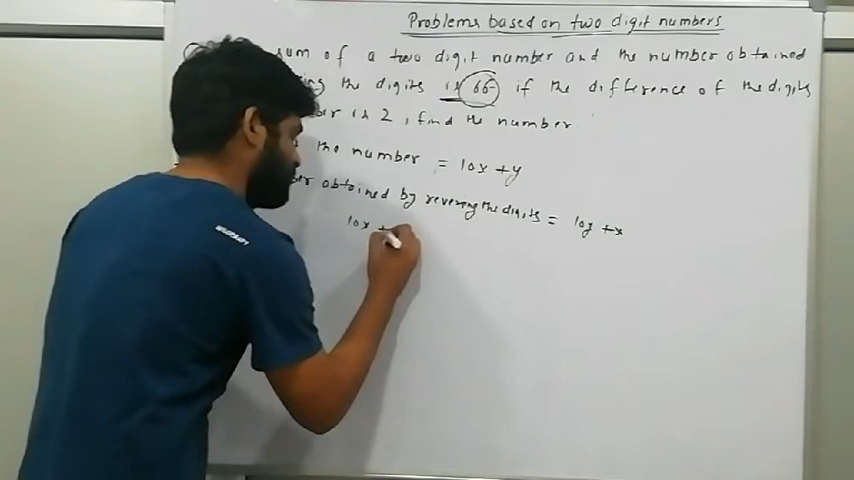 Problems based on two digit numbers
sum of a two digit number and the number obtained
the digits is 66 if the difference of the digits
is 2, find the number
the number = 10x + y
obtained by reversing the digits = 10y + x
10x +